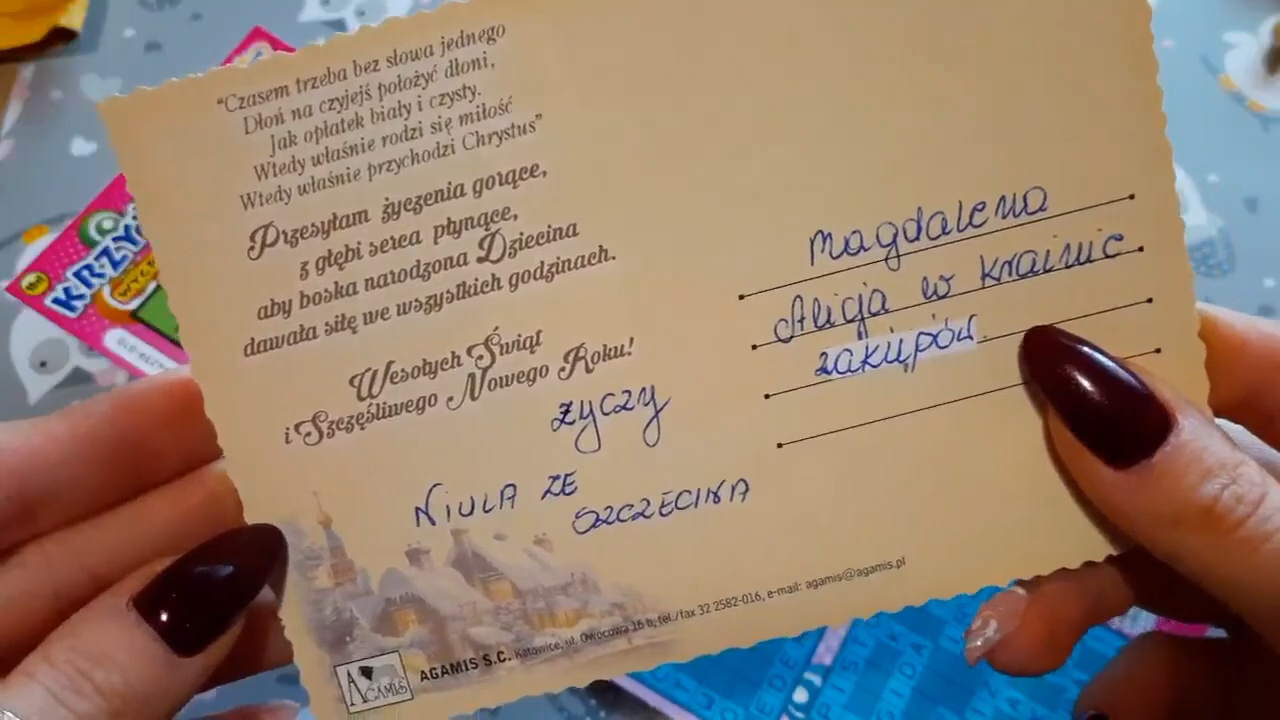 "Czasem trzeba bez słowa jednego
Dłoń na czyjejś położyć dłoni,
Jak opłatek biały i czysty.
Wtedy właśnie rodzi się miłość
Wtedy właśnie przychodzi Chrystus"
Przesyłam życzenia gorące,
z głębi serca płynące,
aby boska narodzona Dziecina
dawała siłę we wszystkich godzinach.
Wesołych Świąt
i Szczęśliwego Nowego Roku!
życzy
NIULA ZE
SZCZECINA
Magdalena
Alicja w krainie
zakupów.
AGAMIS
AGAMIS S.C. Katowice, ul. Owocowa 16 b, tel./fax 32 2582-016, e-mail: agamis@agamis.pl
KRZY